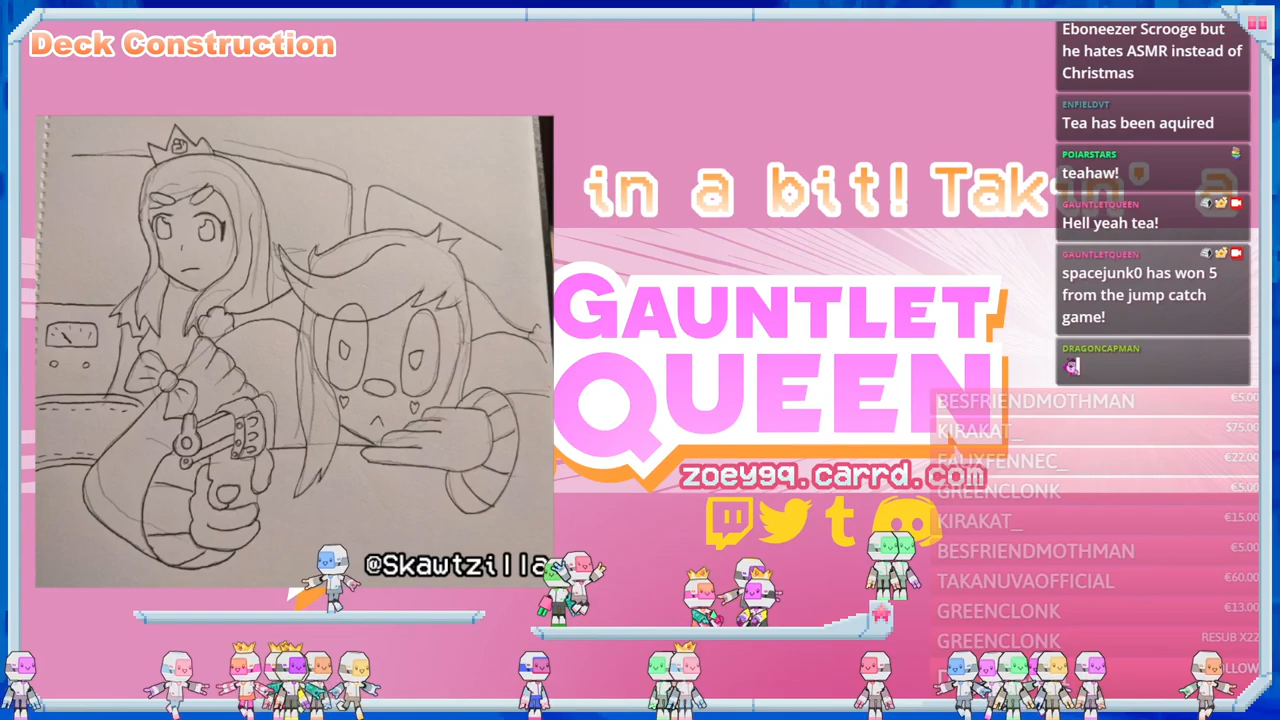 Deck Construction
Eboneezer Scrooge but
he hates ASMR instead of
Christmas
ENFIELDVT
Tea has been aquired
POIARSTARS
teahaw!
in a bit!
GAUNTLETQUEEN
Hell yeah tea!
GAUNTLETQUEEN
spacejunk0 has won 5
from the jump catch
game!
DRAGONCAPMAN
GAUNTLET
QUEEN
zoeygq.carrd.com
@Skawtzilla
BESFRIENDMOTHMAN €5.00
KIRAKAT_ $75.00
FAUXFENNEC_ €22.00
GREENCLONK €5.00
KIRAKAT_ €15.00
BESFRIENDMOTHMAN €5.00
TAKANUVAOFFICIAL €60.00
GREENCLONK €13.00
GREENCLONK RESUB X22